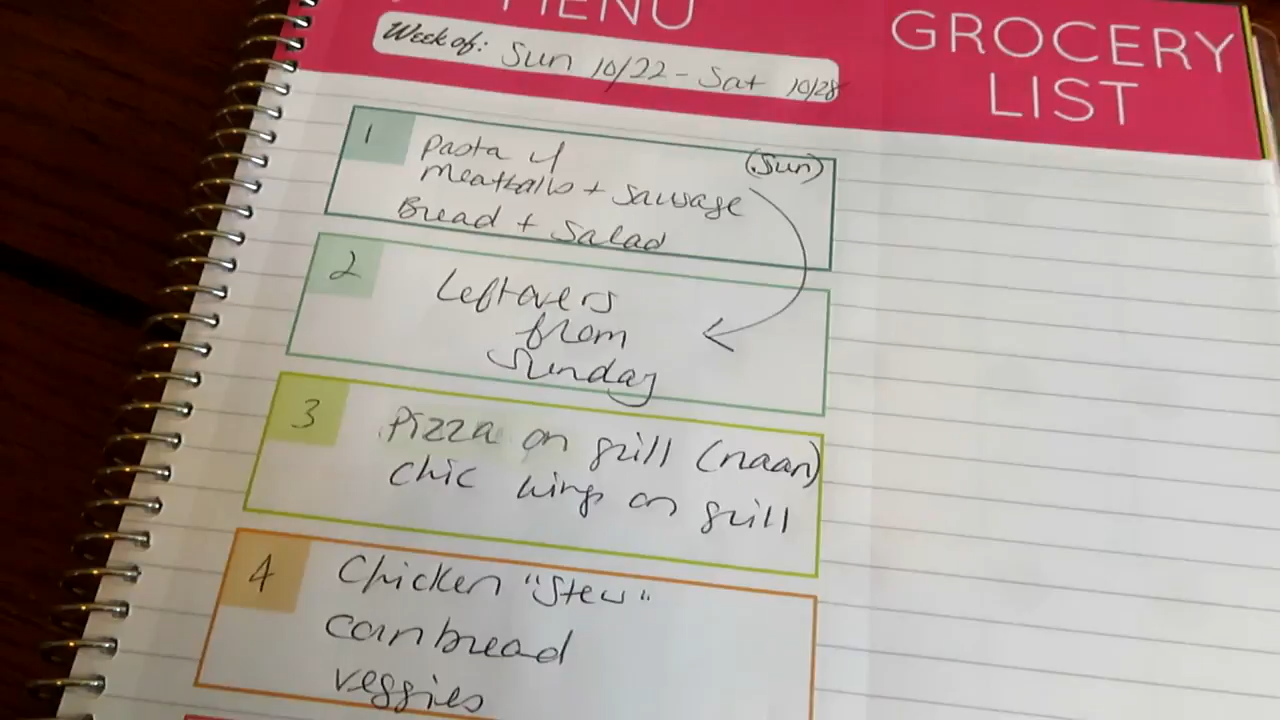 MENU
GROCERY
LIST
Week of: Sun 10/22 - Sat 10/28
1
Pasta w/ (Sun)
Meatballs + Sausage
Bread + Salad
2
Leftovers
from
Sunday
3
Pizza on grill (naan)
Chic wings on grill
4
Chicken "Stew"
cornbread
veggies